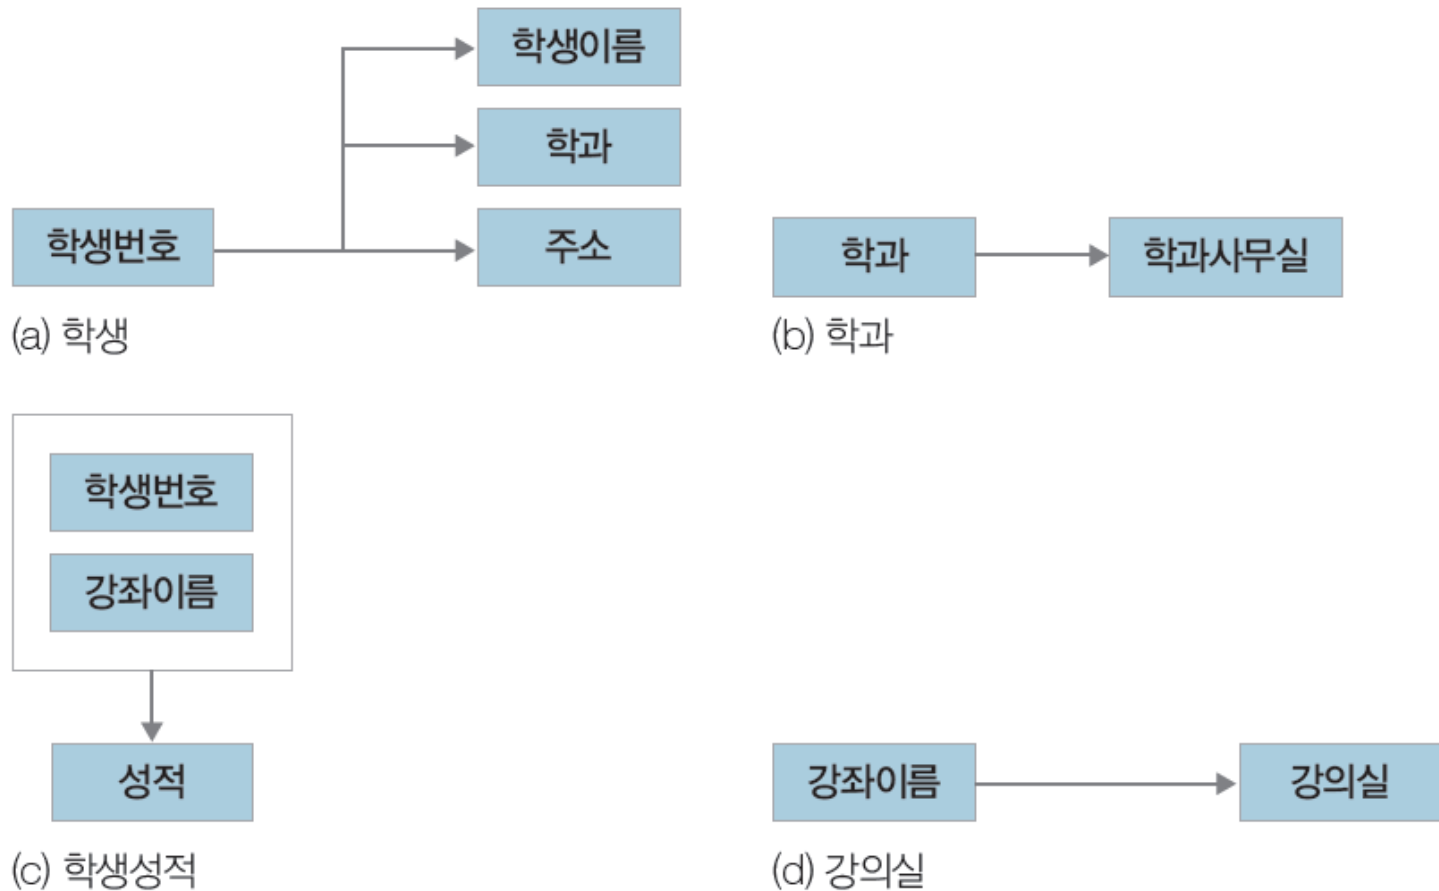 학생이름
학과
학생번호
주소
(a) 학생
학과
학과사무실
(b) 학과
학생번호
강좌이름
성적
(c) 학생성적
강좌이름
강의실
(d) 강의실